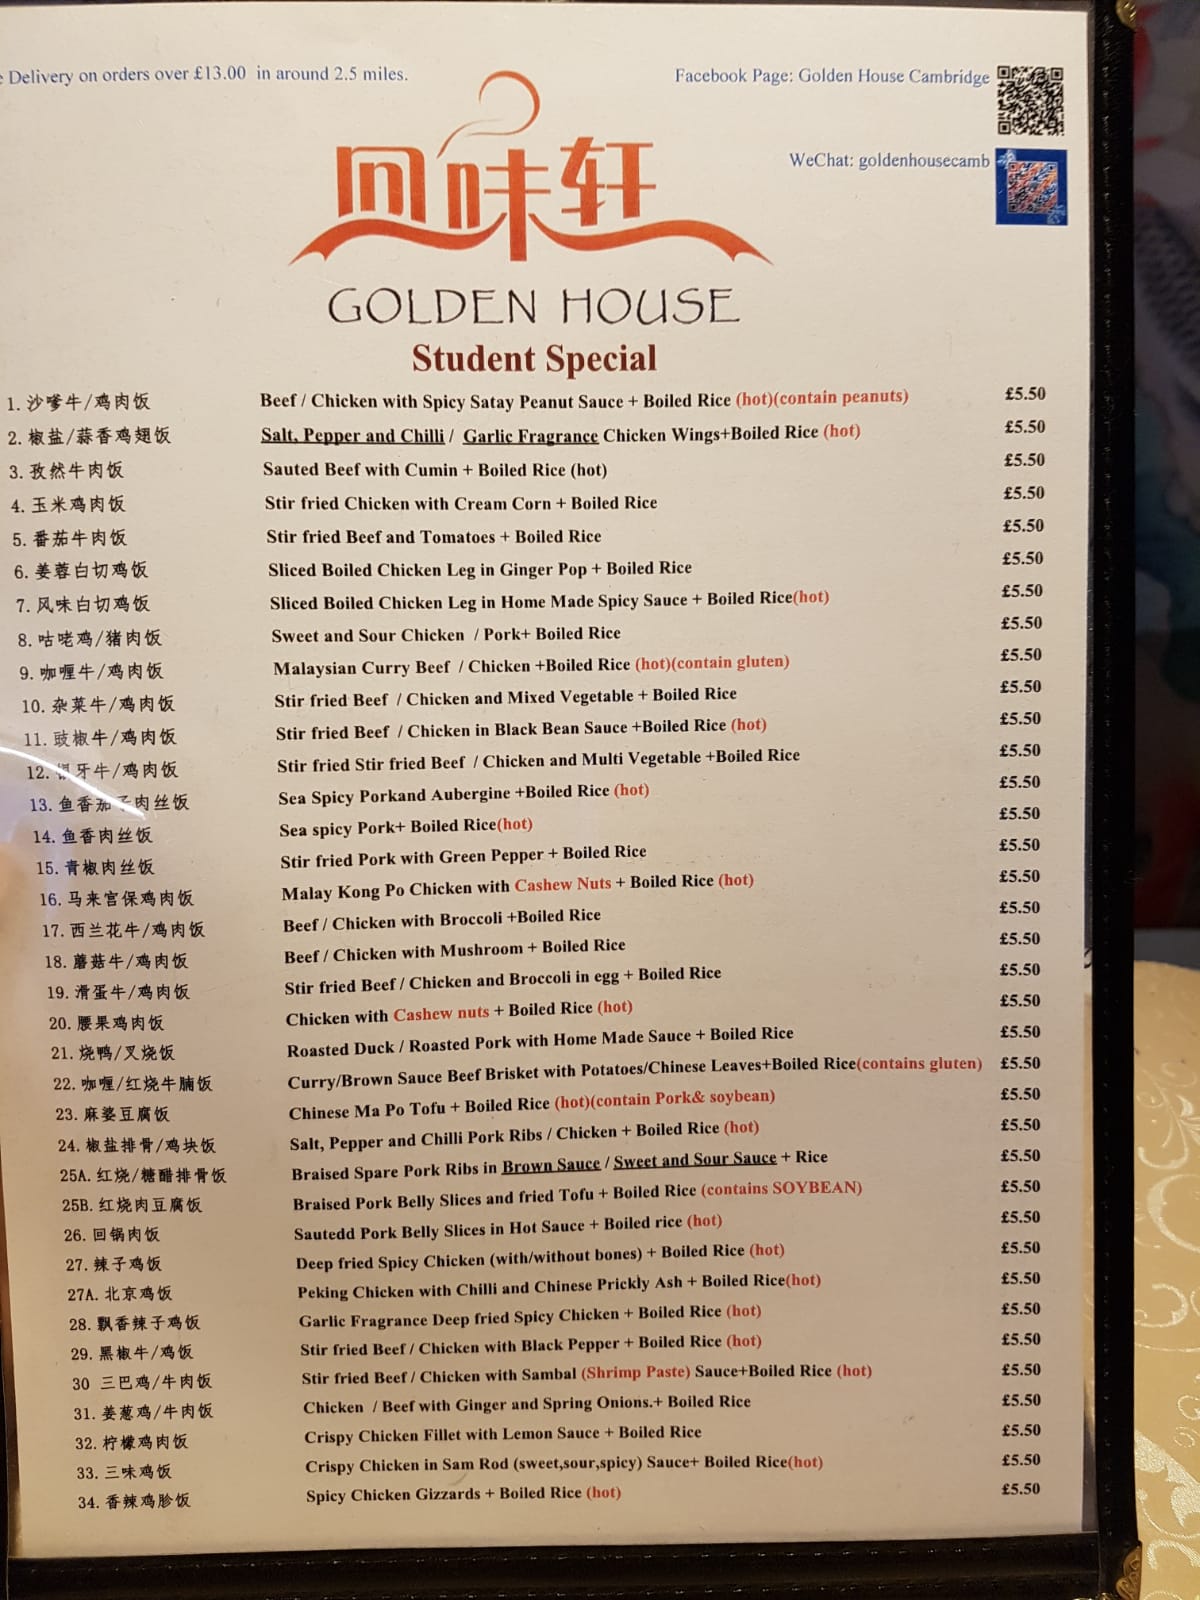 Delivery on orders over £13.00 in around 2.5 miles.
Facebook Page: Golden House Cambridge
WeChat: goldenhousecamb
回味轩
GOLDEN HOUSE
Student Special
1. 沙嗲牛/鸡肉饭 Beef / Chicken with Spicy Satay Peanut Sauce + Boiled Rice (hot)(contain peanuts) £5.50
2. 椒盐/蒜香鸡翅饭 Salt, Pepper and Chilli / Garlic Fragrance Chicken Wings+Boiled Rice (hot) £5.50
3. 孜然牛肉饭 Sauted Beef with Cumin + Boiled Rice (hot) £5.50
4. 玉米鸡肉饭 Stir fried Chicken with Cream Corn + Boiled Rice £5.50
5. 番茄牛肉饭 Stir fried Beef and Tomatoes + Boiled Rice £5.50
6. 姜蓉白切鸡饭 Sliced Boiled Chicken Leg in Ginger Pop + Boiled Rice £5.50
7. 风味白切鸡饭 Sliced Boiled Chicken Leg in Home Made Spicy Sauce + Boiled Rice(hot) £5.50
8. 咕咾鸡/猪肉饭 Sweet and Sour Chicken / Pork+ Boiled Rice £5.50
9. 咖喱牛/鸡肉饭 Malaysian Curry Beef / Chicken +Boiled Rice (hot)(contain gluten) £5.50
10. 杂菜牛/鸡肉饭 Stir fried Beef / Chicken and Mixed Vegetable + Boiled Rice £5.50
11. 豉椒牛/鸡肉饭 Stir fried Beef / Chicken in Black Bean Sauce +Boiled Rice (hot) £5.50
12. 银牙牛/鸡肉饭 Stir fried Stir fried Beef / Chicken and Multi Vegetable +Boiled Rice £5.50
13. 鱼香茄子肉丝饭 Sea Spicy Porkand Aubergine +Boiled Rice (hot) £5.50
14. 鱼香肉丝饭 Sea spicy Pork+ Boiled Rice(hot) £5.50
15. 青椒肉丝饭 Stir fried Pork with Green Pepper + Boiled Rice £5.50
16. 马来宫保鸡肉饭 Malay Kong Po Chicken with Cashew Nuts + Boiled Rice (hot) £5.50
17. 西兰花牛/鸡肉饭 Beef / Chicken with Broccoli +Boiled Rice £5.50
18. 蘑菇牛/鸡肉饭 Beef / Chicken with Mushroom + Boiled Rice £5.50
19. 滑蛋牛/鸡肉饭 Stir fried Beef / Chicken and Broccoli in egg + Boiled Rice £5.50
20. 腰果鸡肉饭 Chicken with Cashew nuts + Boiled Rice (hot) £5.50
21. 烧鸭/叉烧饭 Roasted Duck / Roasted Pork with Home Made Sauce + Boiled Rice £5.50
22. 咖喱/红烧牛腩饭 Curry/Brown Sauce Beef Brisket with Potatoes/Chinese Leaves+Boiled Rice(contains gluten) £5.50
23. 麻婆豆腐饭 Chinese Ma Po Tofu + Boiled Rice (hot)(contain Pork& soybean) £5.50
24. 椒盐排骨/鸡块饭 Salt, Pepper and Chilli Pork Ribs / Chicken + Boiled Rice (hot) £5.50
25A. 红烧/糖醋排骨饭 Braised Spare Pork Ribs in Brown Sauce / Sweet and Sour Sauce + Rice £5.50
25B. 红烧肉豆腐饭 Braised Pork Belly Slices and fried Tofu + Boiled Rice (contains SOYBEAN) £5.50
26. 回锅肉饭 Sautedd Pork Belly Slices in Hot Sauce + Boiled rice (hot) £5.50
27. 辣子鸡饭 Deep fried Spicy Chicken (with/without bones) + Boiled Rice (hot) £5.50
27A. 北京鸡饭 Peking Chicken with Chilli and Chinese Prickly Ash + Boiled Rice(hot) £5.50
28. 飘香辣子鸡饭 Garlic Fragrance Deep fried Spicy Chicken + Boiled Rice (hot) £5.50
29. 黑椒牛/鸡饭 Stir fried Beef / Chicken with Black Pepper + Boiled Rice (hot) £5.50
30 三巴鸡/牛肉饭 Stir fried Beef / Chicken with Sambal (Shrimp Paste) Sauce+Boiled Rice (hot) £5.50
31. 姜葱鸡/牛肉饭 Chicken / Beef with Ginger and Spring Onions.+ Boiled Rice £5.50
32. 柠檬鸡肉饭 Crispy Chicken Fillet with Lemon Sauce + Boiled Rice £5.50
33. 三味鸡饭 Crispy Chicken in Sam Rod (sweet,sour,spicy) Sauce+ Boiled Rice(hot) £5.50
34. 香辣鸡胗饭 Spicy Chicken Gizzards + Boiled Rice (hot) £5.50